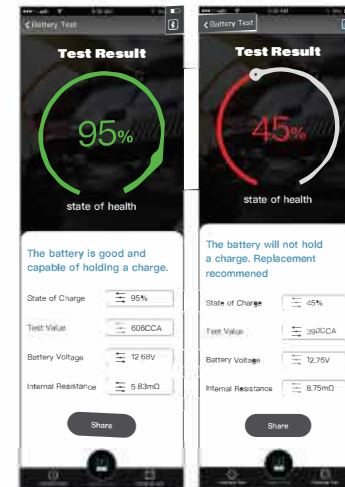 Battery Test
Test Result
95%
state of health
The battery is good and
capable of holding a charge.
State of Charge
95%
Test Value
606CCA
Battery Voltage
12.68V
Internal Resistance
5.83mΩ
Share
Battery Test
Test Result
45%
state of health
The battery will not hold
a charge. Replacement
recommened
State of Charge
45%
Test Value
390CCA
Battery Voltage
12.75V
Internal Resistance
8.75mΩ
Share